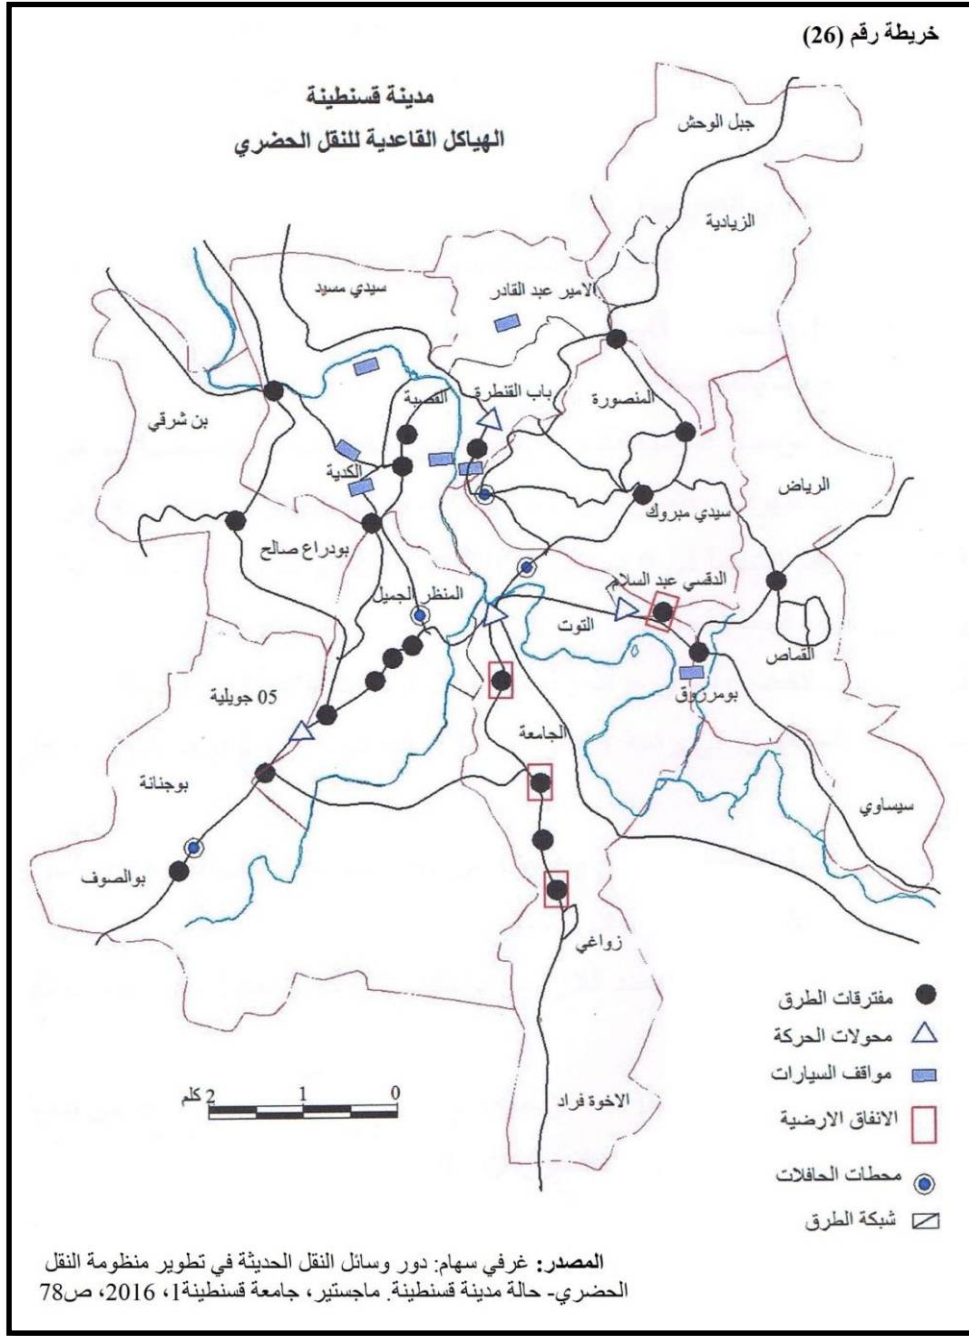 خريطة رقم (26)
مدينة قسنطينة
الهياكل القاعدية للنقل الحضري
جبل الوحش
الزيادية
سيدي مسيد
الامير عبد القادر
باب القنطرة
المنصورة
القصبة
بن شرقي
الكدية
الرياض
سيدي مبروك
بودراع صالح
الدقسي عبد السلام
المنظر الجميل
التوت
القماص
بومرزوق
05 جويلية
الجامعة
بوجنانة
سيساوي
بوالصوف
زواغي
الاخوة فراد
مفترقات الطرق
محولات الحركة
مواقف السيارات
الانفاق الارضية
محطات الحافلات
شبكة الطرق
0 1 2 كلم
المصدر: غرفي سهام: دور وسائل النقل الحديثة في تطوير منظومة النقل
الحضري- حالة مدينة قسنطينة. ماجستير، جامعة قسنطينة1، 2016، ص78